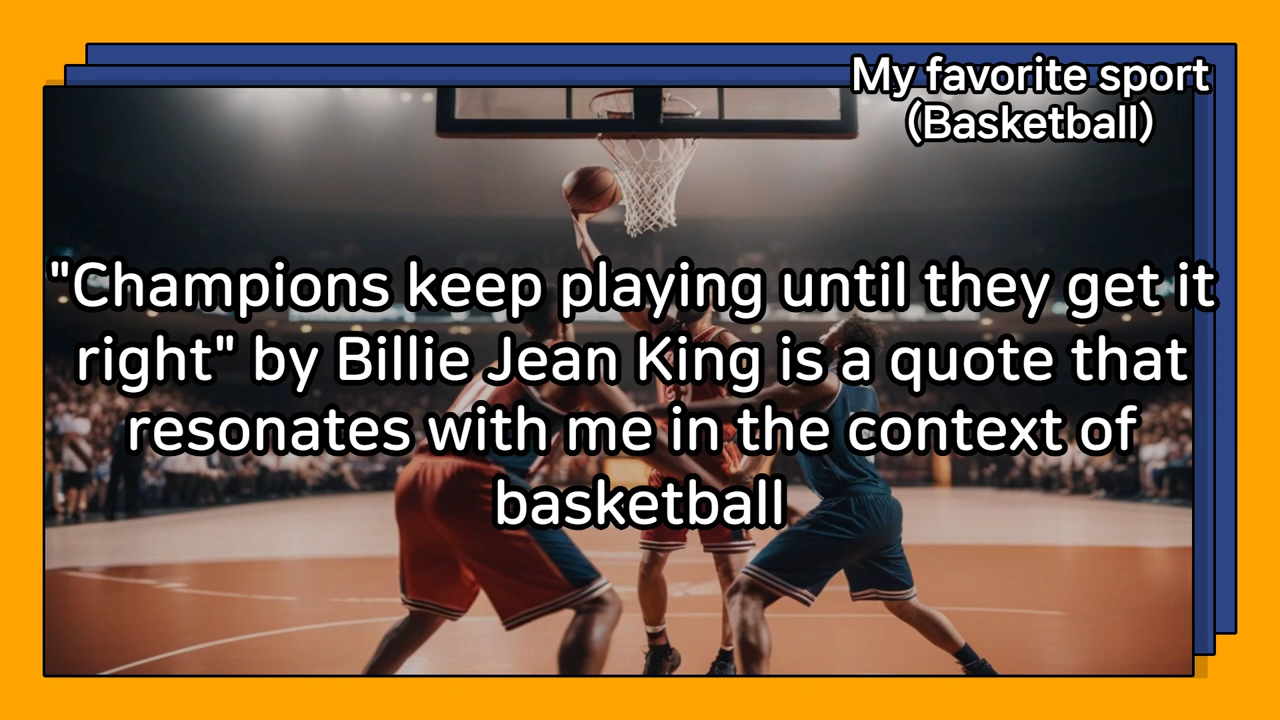 My favorite sport
(Basketball)
"Champions keep playing until they get it
right" by Billie Jean King is a quote that
resonates with me in the context of
basketball